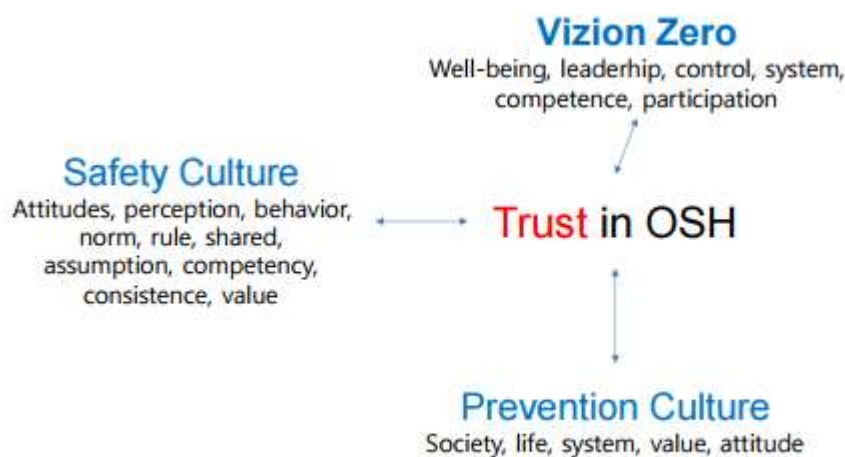 Vizion Zero
Well-being, leaderhip, control, system,
competence, participation
Safety Culture
Attitudes, perception, behavior,
norm, rule, shared,
assumption, competency,
consistence, value
Trust in OSH
Prevention Culture
Society, life, system, value, attitude